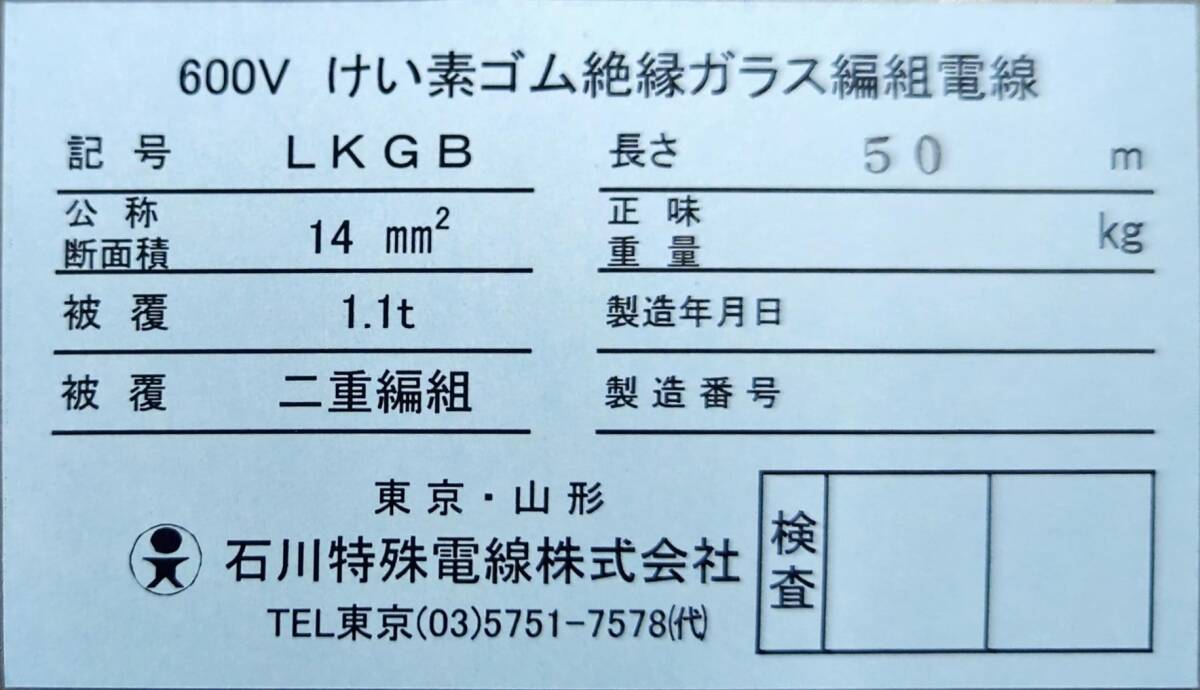 600V けい素ゴム絶縁ガラス編組電線
記号 LKGB
公称断面積 14 mm²
被覆 1.1t
被覆 二重編組
長さ 50 m
正味重量 kg
製造年月日
製造番号
東京・山形
石川特殊電線株式会社
TEL東京(03)5751-7578㈹
検査